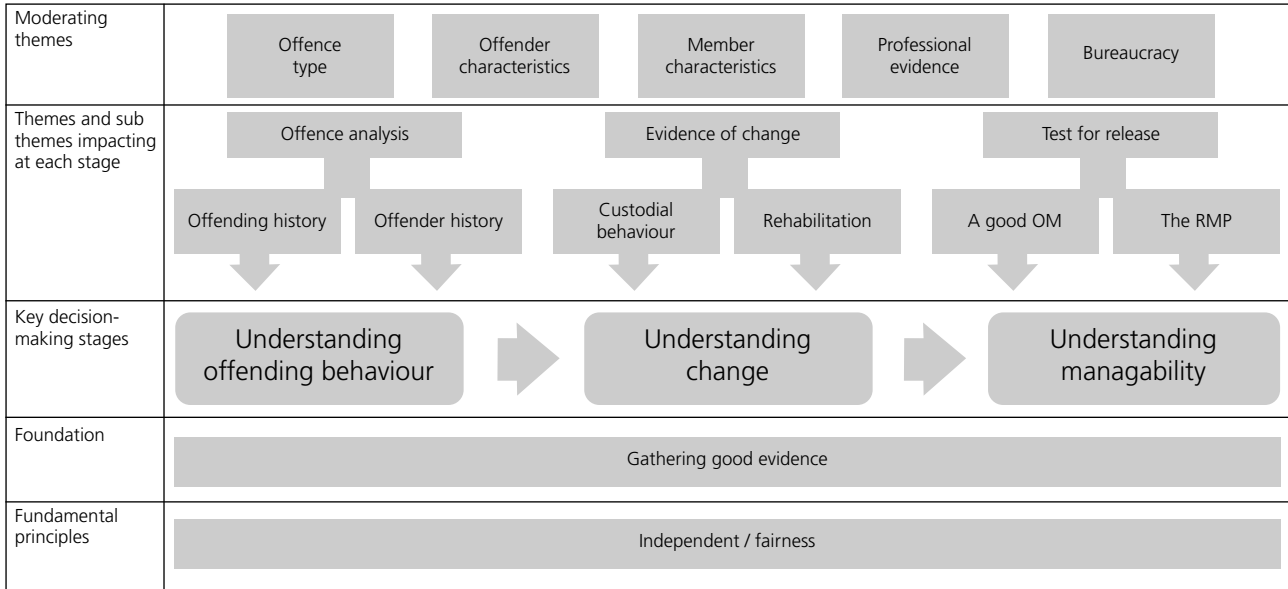 Moderating
themes
Offence
type
Offender
characteristics
Member
characteristics
Professional
evidence
Bureaucracy
Themes and sub
themes impacting
at each stage
Offence analysis
Evidence of change
Test for release
Offending history
Offender history
Custodial
behaviour
Rehabilitation
A good OM
The RMP
Key decision-
making stages
Understanding
offending behaviour
Understanding
change
Understanding
managability
Foundation
Gathering good evidence
Fundamental
principles
Independent / fairness